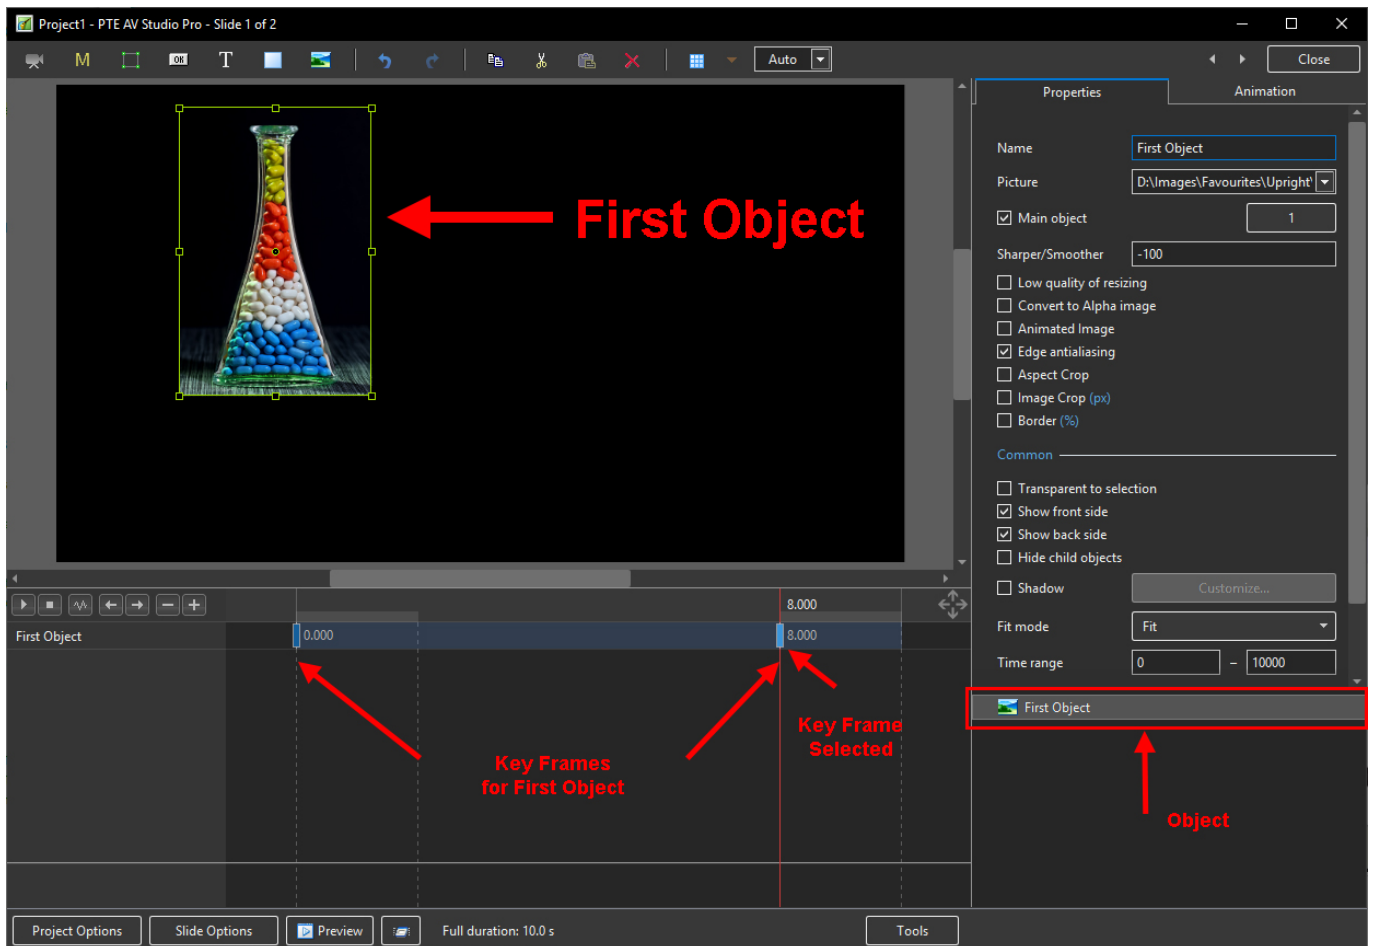 Project1 - PTE AV Studio Pro - Slide 1 of 2
M
OK
T
Auto
Close
Properties
Animation
Name
First Object
Picture
D:\Images\Favourites\Upright\
Main object
1
Sharper/Smoother
-100
Low quality of resizing
Convert to Alpha image
Animated Image
Edge antialiasing
Aspect Crop
Image Crop (px)
Border (%)
Common
Transparent to selection
Show front side
Show back side
Hide child objects
Shadow
Customize...
Fit mode
Fit
Time range
0
–
10000
First Object
Object
First Object
8.000
First Object
0.000
8.000
Key Frame
Selected
Key Frames
for First Object
Project Options
Slide Options
Preview
Full duration: 10.0 s
Tools